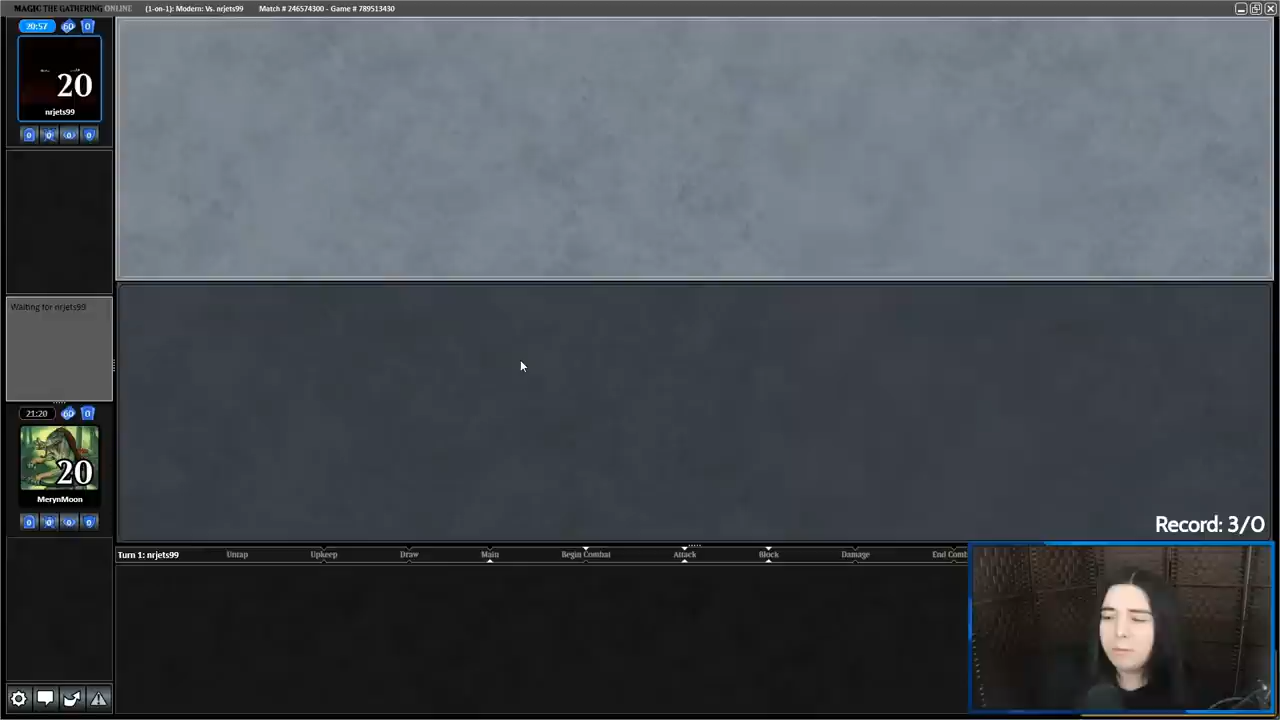 MAGIC THE GATHERING ONLINE (1-on-1): Modern: Vs. nrjets99 Match # 246574300 - Game # 789513430
20:57 60 0
20
nrjets99
0 0 0 0
Waiting for nrjets99
21:20 60 0
20
MerynMoon
0 0 0 0
Record: 3/0
Turn 1: nrjets99 Untap Upkeep Draw Main Begin Combat Attack Block Damage End Comb